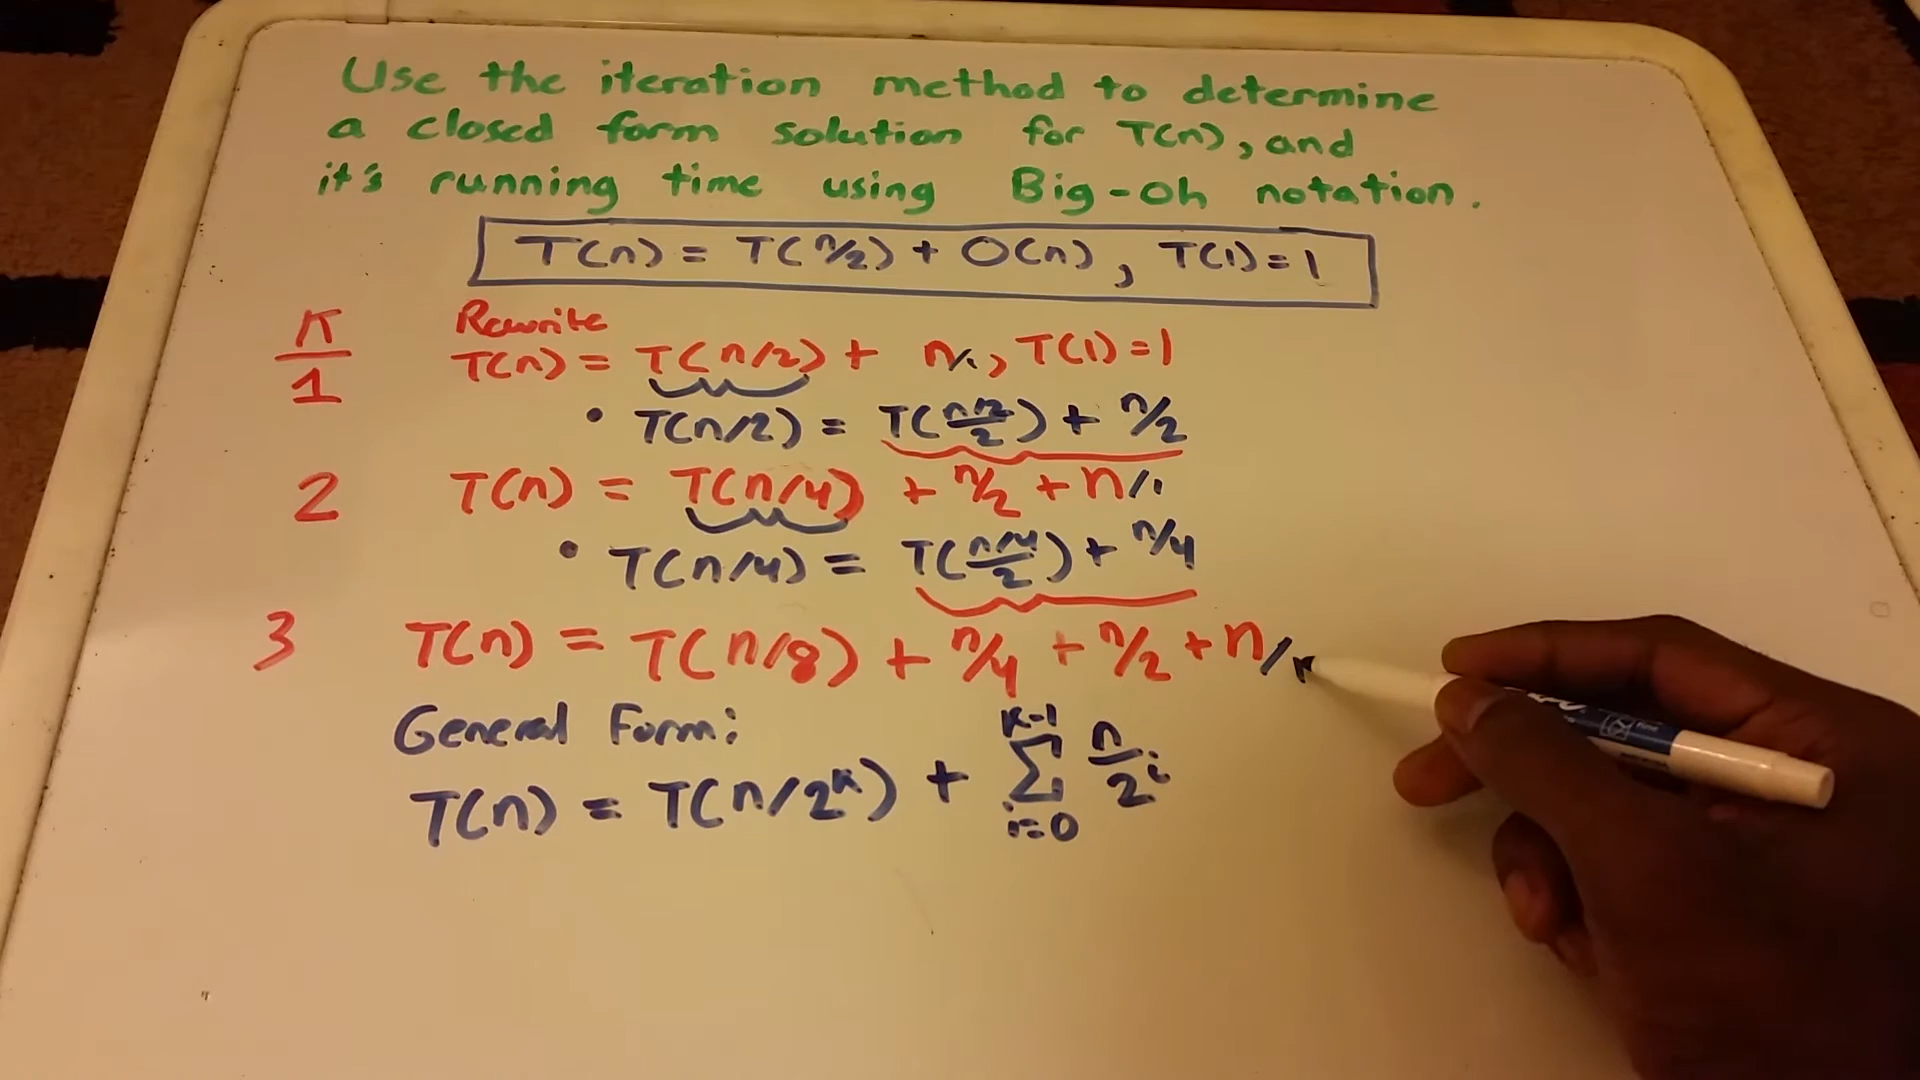 Use the iteration method to determine
a closed form solution for T(n), and
it's running time using Big-Oh notation.
T(n) = T(n/2) + O(n), T(1)=1
K Rewrite
1 T(n) = T(n/2) + n/1, T(1)=1
• T(n/2) = T((n/2)/2) + n/2
2 T(n) = T(n/4) + n/2 + n/1
• T(n/4) = T((n/4)/2) + n/4
3 T(n) = T(n/8) + n/4 + n/2 + n/
General Form:
T(n) = T(n/2^k) + Σ_{i=0}^{k-1} n/2^i